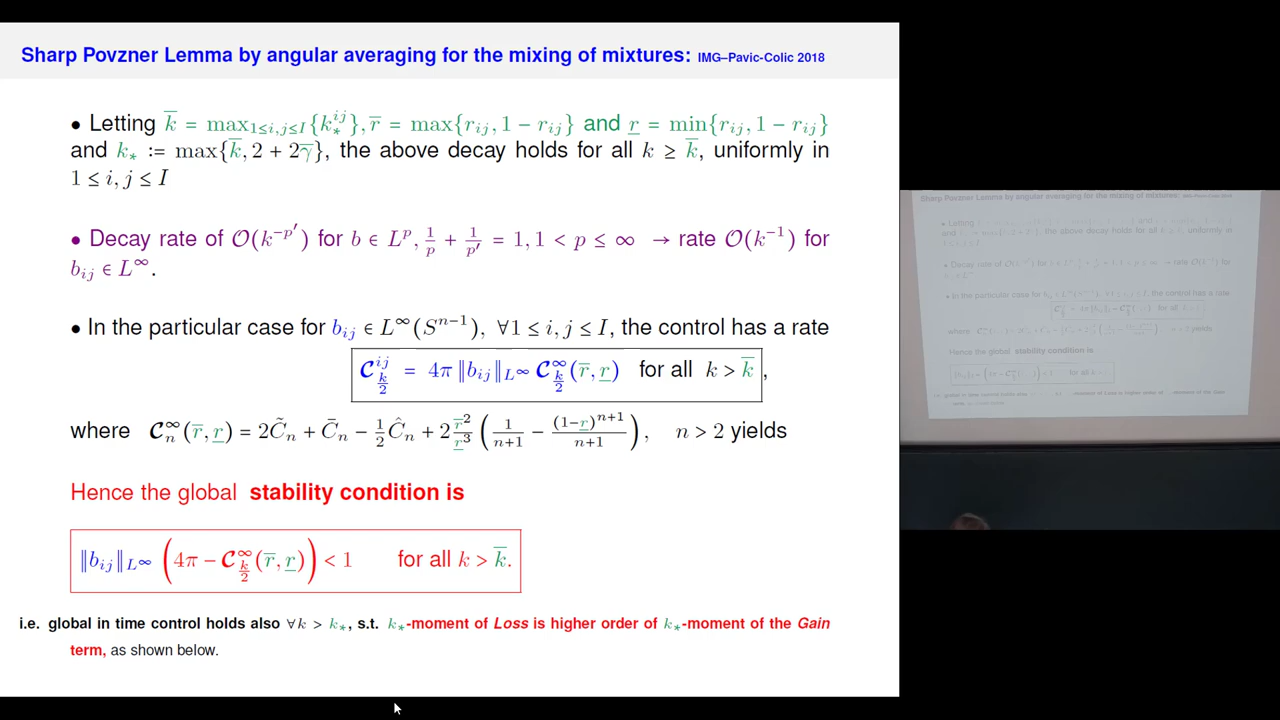 Sharp Povzner Lemma by angular averaging for the mixing of mixtures: IMG–Pavic-Colic 2018
• Letting k̅ = max_{1≤i,j≤I}{k_*^{ij}}, r̅ = max{r_{ij}, 1 − r_{ij}} and r̲ = min{r_{ij}, 1 − r_{ij}}
and k_* := max{k̅, 2 + 2γ̅}, the above decay holds for all k ≥ k̅, uniformly in
1 ≤ i, j ≤ I
• Decay rate of 𝒪(k^{-p′}) for b ∈ L^p, 1/p + 1/p′ = 1, 1 < p ≤ ∞ → rate 𝒪(k^{-1}) for
b_{ij} ∈ L^∞.
• In the particular case for b_{ij} ∈ L^∞(S^{n−1}), ∀1 ≤ i, j ≤ I, the control has a rate
𝒞^{ij}_{k/2} = 4π ‖b_{ij}‖_{L^∞} 𝒞^∞_{k/2}(r̅, r̲) for all k > k̅,
where 𝒞^∞_n(r̅, r̲) = 2C̃_n + C̄_n − 1/2 Ĉ_n + 2 r̅²/r̲³ (1/(n+1) − (1−r̲)^{n+1}/(n+1)), n > 2 yields
Hence the global stability condition is
‖b_{ij}‖_{L^∞} (4π − 𝒞^∞_{k/2}(r̅, r̲)) < 1 for all k > k̅.
i.e. global in time control holds also ∀k > k_*, s.t. k_*-moment of Loss is higher order of k_*-moment of the Gain
term, as shown below.